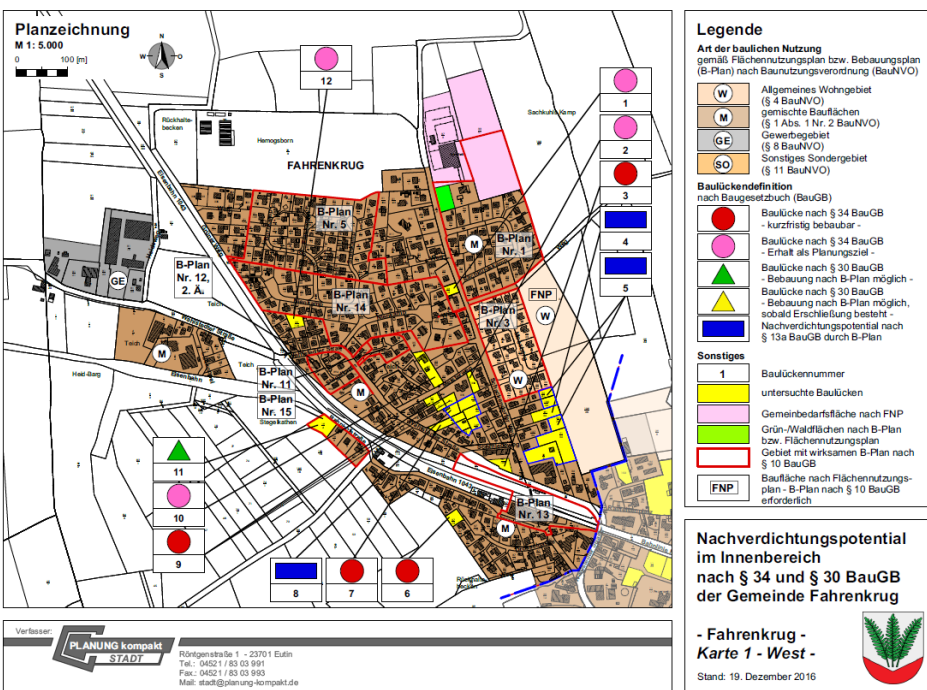 Planzeichnung
M 1: 5.000
0 100 [m]
N
W O
S
12
1
2
3
4
5
Rückhalte-
becken
Hemogsborn
Sachkuhle Kamp
FAHRENKRUG
Eisenbahn 1043
B-Plan
Nr. 5
M
B-Plan
Nr. 1
GE
B-Plan
Nr. 12,
2. Ä.
Teich
B-Plan
Nr. 14
FNP
B-Plan
Nr. 3
W
Teich
M
Teich
Heid-Barg
Eisenbahn
B-Plan
Nr. 11
M
W
B-Plan
Nr. 15
Stegelkathen
11
10
9
Eisenbahn 1043
B-Plan
Nr. 13
M
8
7
6
Legende
Art der baulichen Nutzung
gemäß Flächennutzungsplan bzw. Bebauungsplan
(B-Plan) nach Baunutzungsverordnung (BauNVO)
W Allgemeines Wohngebiet
(§ 4 BauNVO)
M gemischte Bauflächen
(§ 1 Abs. 1 Nr. 2 BauNVO)
GE Gewerbegebiet
(§ 8 BauNVO)
SO Sonstiges Sondergebiet
(§ 11 BauNVO)
Baulückendefinition
nach Baugesetzbuch (BauGB)
Baulücke nach § 34 BauGB
- kurzfristig bebaubar -
Baulücke nach § 34 BauGB
- Erhalt als Planungsziel -
Baulücke nach § 30 BauGB
- Bebauung nach B-Plan möglich -
Baulücke nach § 30 BauGB
- Bebauung nach B-Plan möglich,
sobald Erschließung besteht -
Nachverdichtungspotential nach
§ 13a BauGB durch B-Plan
Sonstiges
1 Baulückennummer
untersuchte Baulücken
Gemeinbedarfsfläche nach FNP
Grün-/Waldflächen nach B-Plan
bzw. Flächennutzungsplan
Gebiet mit wirksamen B-Plan nach
§ 10 BauGB
FNP Baufläche nach Flächennutzungs-
plan - B-Plan nach § 10 BauGB
erforderlich
Nachverdichtungspotential
im Innenbereich
nach § 34 und § 30 BauGB
der Gemeinde Fahrenkrug
- Fahrenkrug -
Karte 1 - West -
Stand: 19. Dezember 2016
Verfasser:
PLANUNG kompakt
STADT
Röntgenstraße 1 - 23701 Eutin
Tel.: 04521 / 83 03 991
Fax.: 04521 / 83 03 993
Mail: stadt@planung-kompakt.de